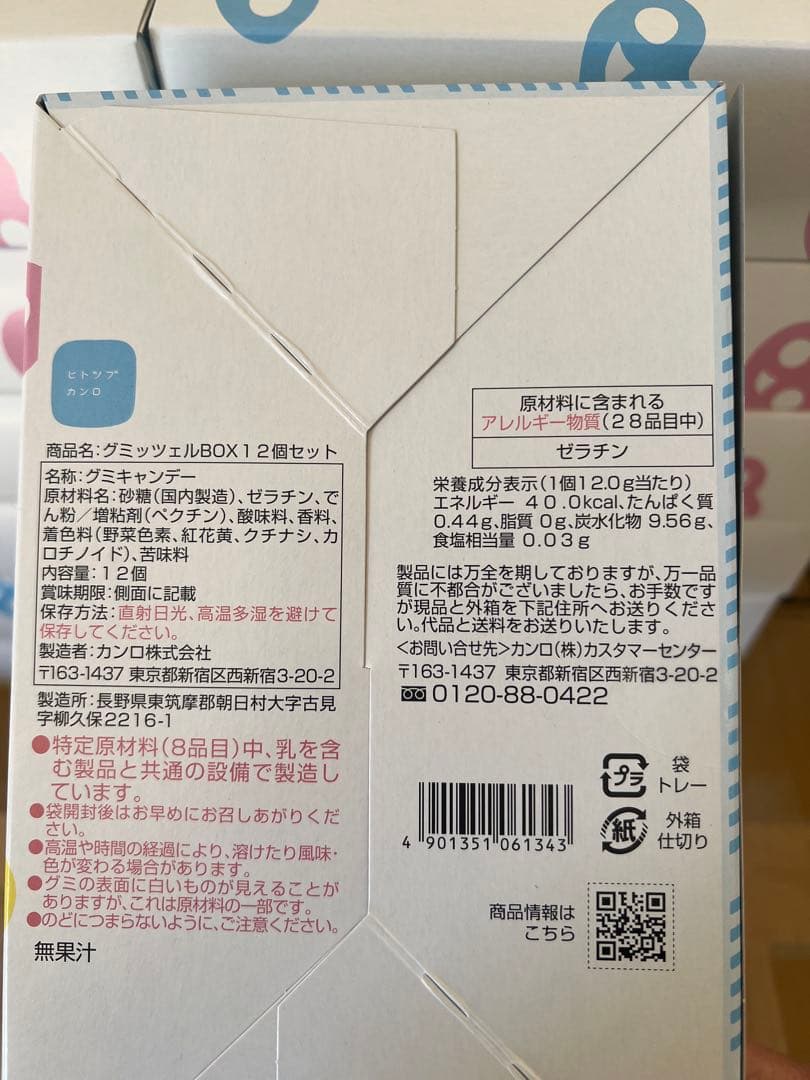 ヒトツブ
カンロ
商品名:グミッツェルBOX12個セット
名称:グミキャンデー
原材料名:砂糖(国内製造)、ゼラチン、で
ん粉/増粘剤(ペクチン)、酸味料、香料、
着色料(野菜色素、紅花黄、クチナシ、カ
ロチノイド)、苦味料
内容量:12個
賞味期限:側面に記載
保存方法:直射日光、高温多湿を避けて
保存してください。
製造者:カンロ株式会社
〒163-1437 東京都新宿区西新宿3-20-2
製造所:長野県東筑摩郡朝日村大字古見
字柳久保2216-1
●特定原材料(8品目)中、乳を含
む製品と共通の設備で製造し
ています。
●袋開封後はお早めにお召しあがりくだ
さい。
●高温や時間の経過により、溶けたり風味・
色が変わる場合があります。
●グミの表面に白いものが見えることが
ありますが、これは原材料の一部です。
●のどにつまらないように、ご注意ください。
無果汁
原材料に含まれる
アレルギー物質(28品目中)
ゼラチン
栄養成分表示(1個12.0g当たり)
エネルギー 40.0kcal、たんぱく質
0.44g、脂質 0g、炭水化物 9.56g、
食塩相当量 0.03g
製品には万全を期しておりますが、万一品
質に不都合がございましたら、お手数です
が現品と外箱を下記住所へお送りくださ
い。代品と送料をお送りいたします。
<お問い合せ先>カンロ(株)カスタマーセンター
〒163-1437 東京都新宿区西新宿3-20-2
0120-88-0422
プラ
袋
トレー
紙
外箱
仕切り
4 901351 061343
商品情報は
こちら